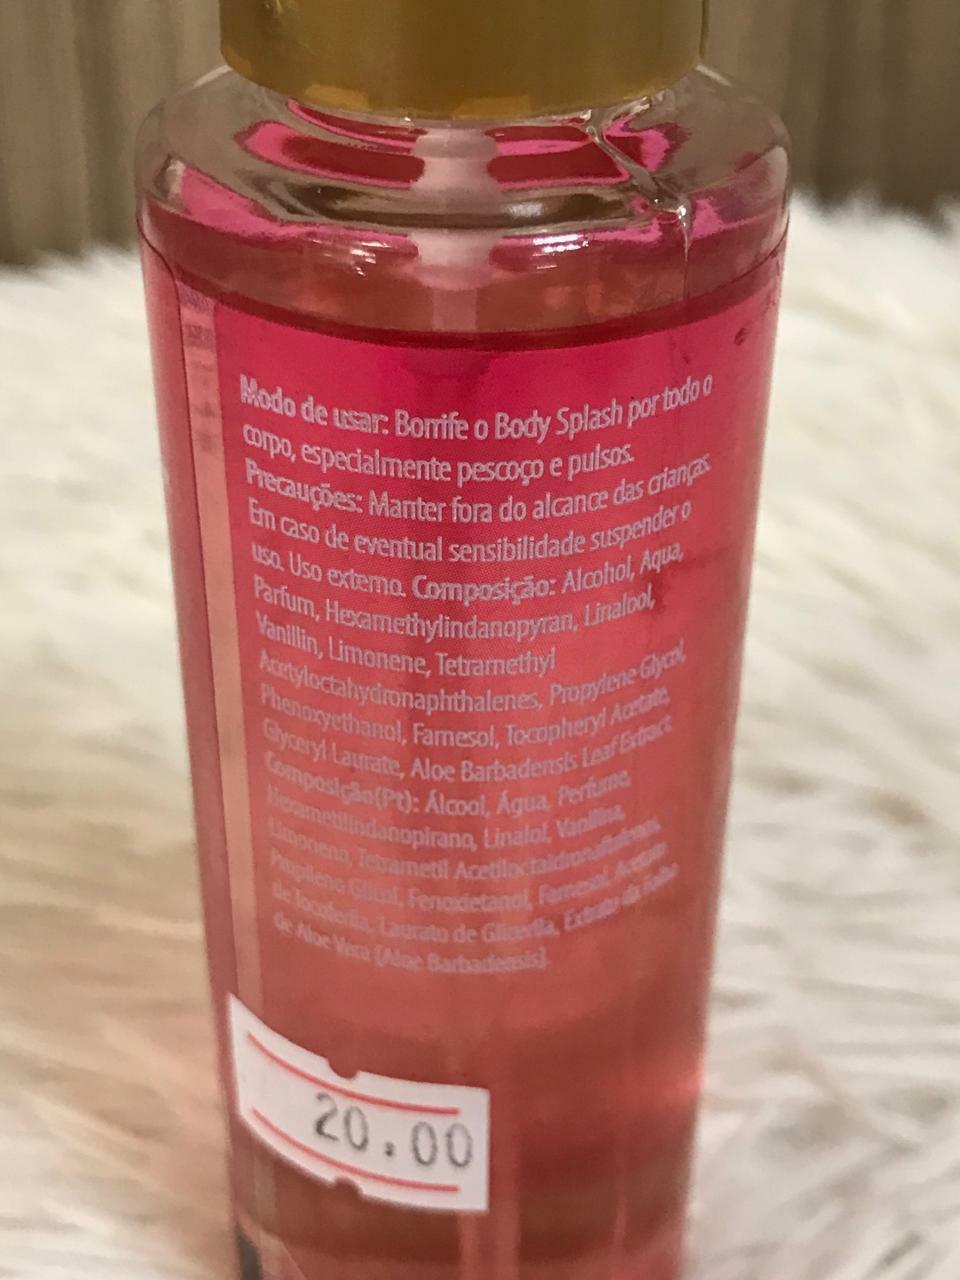 Modo de usar: Borrife o Body Splash por todo o
corpo, especialmente pescoço e pulsos.
Precauções: Manter fora do alcance das crianças.
Em caso de eventual sensibilidade suspender o
uso. Uso externo. Composição: Alcohol, Aqua,
Parfum, Hexamethylindanopyran, Linalool,
Vanillin, Limonene, Tetramethyl
Acetyloctahydronaphthalenes, Propylene Glycol,
Phenoxyethanol, Farnesol, Tocopheryl Acetate,
Glyceryl Laurate, Aloe Barbadensis Leaf Extract.
Composição(Pt): Álcool, Água, Perfume,
Hexametilindanopirano, Linalol, Vanilina,
Limoneno, Tetrametil Acetiloctaidronaftalenos,
Propileno Glicol, Fenoxietanol, Farnesol, Acetato
de Tocoferila, Laurato de Glicerila, Extrato da Folha
de Aloe Vera [Aloe Barbadensis]
20.00